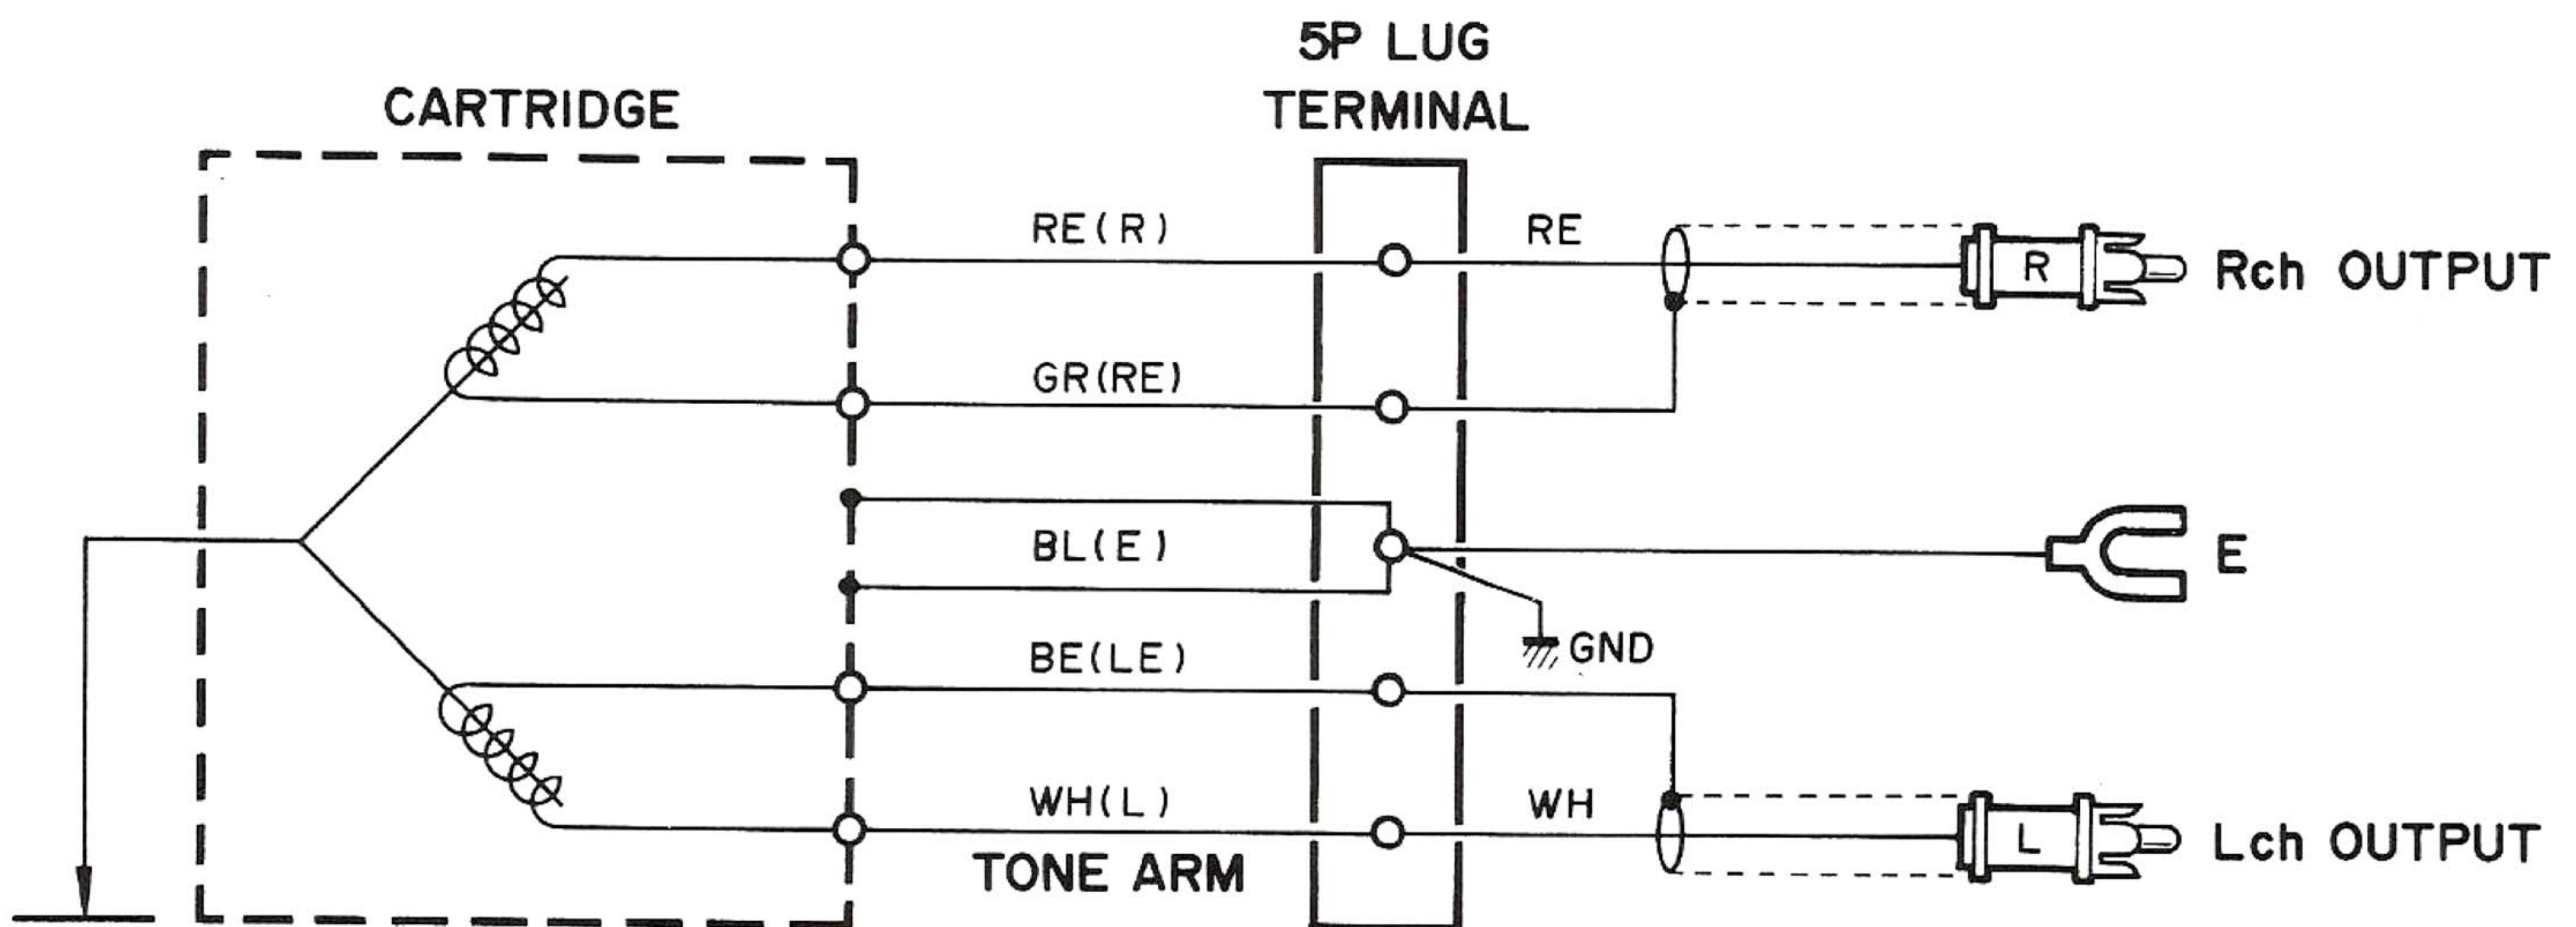 5P LUG
TERMINAL
CARTRIDGE
RE(R)
RE
R
Rch OUTPUT
GR(RE)
BL(E)
E
GND
BE(LE)
WH(L)
WH
L
Lch OUTPUT
TONE ARM